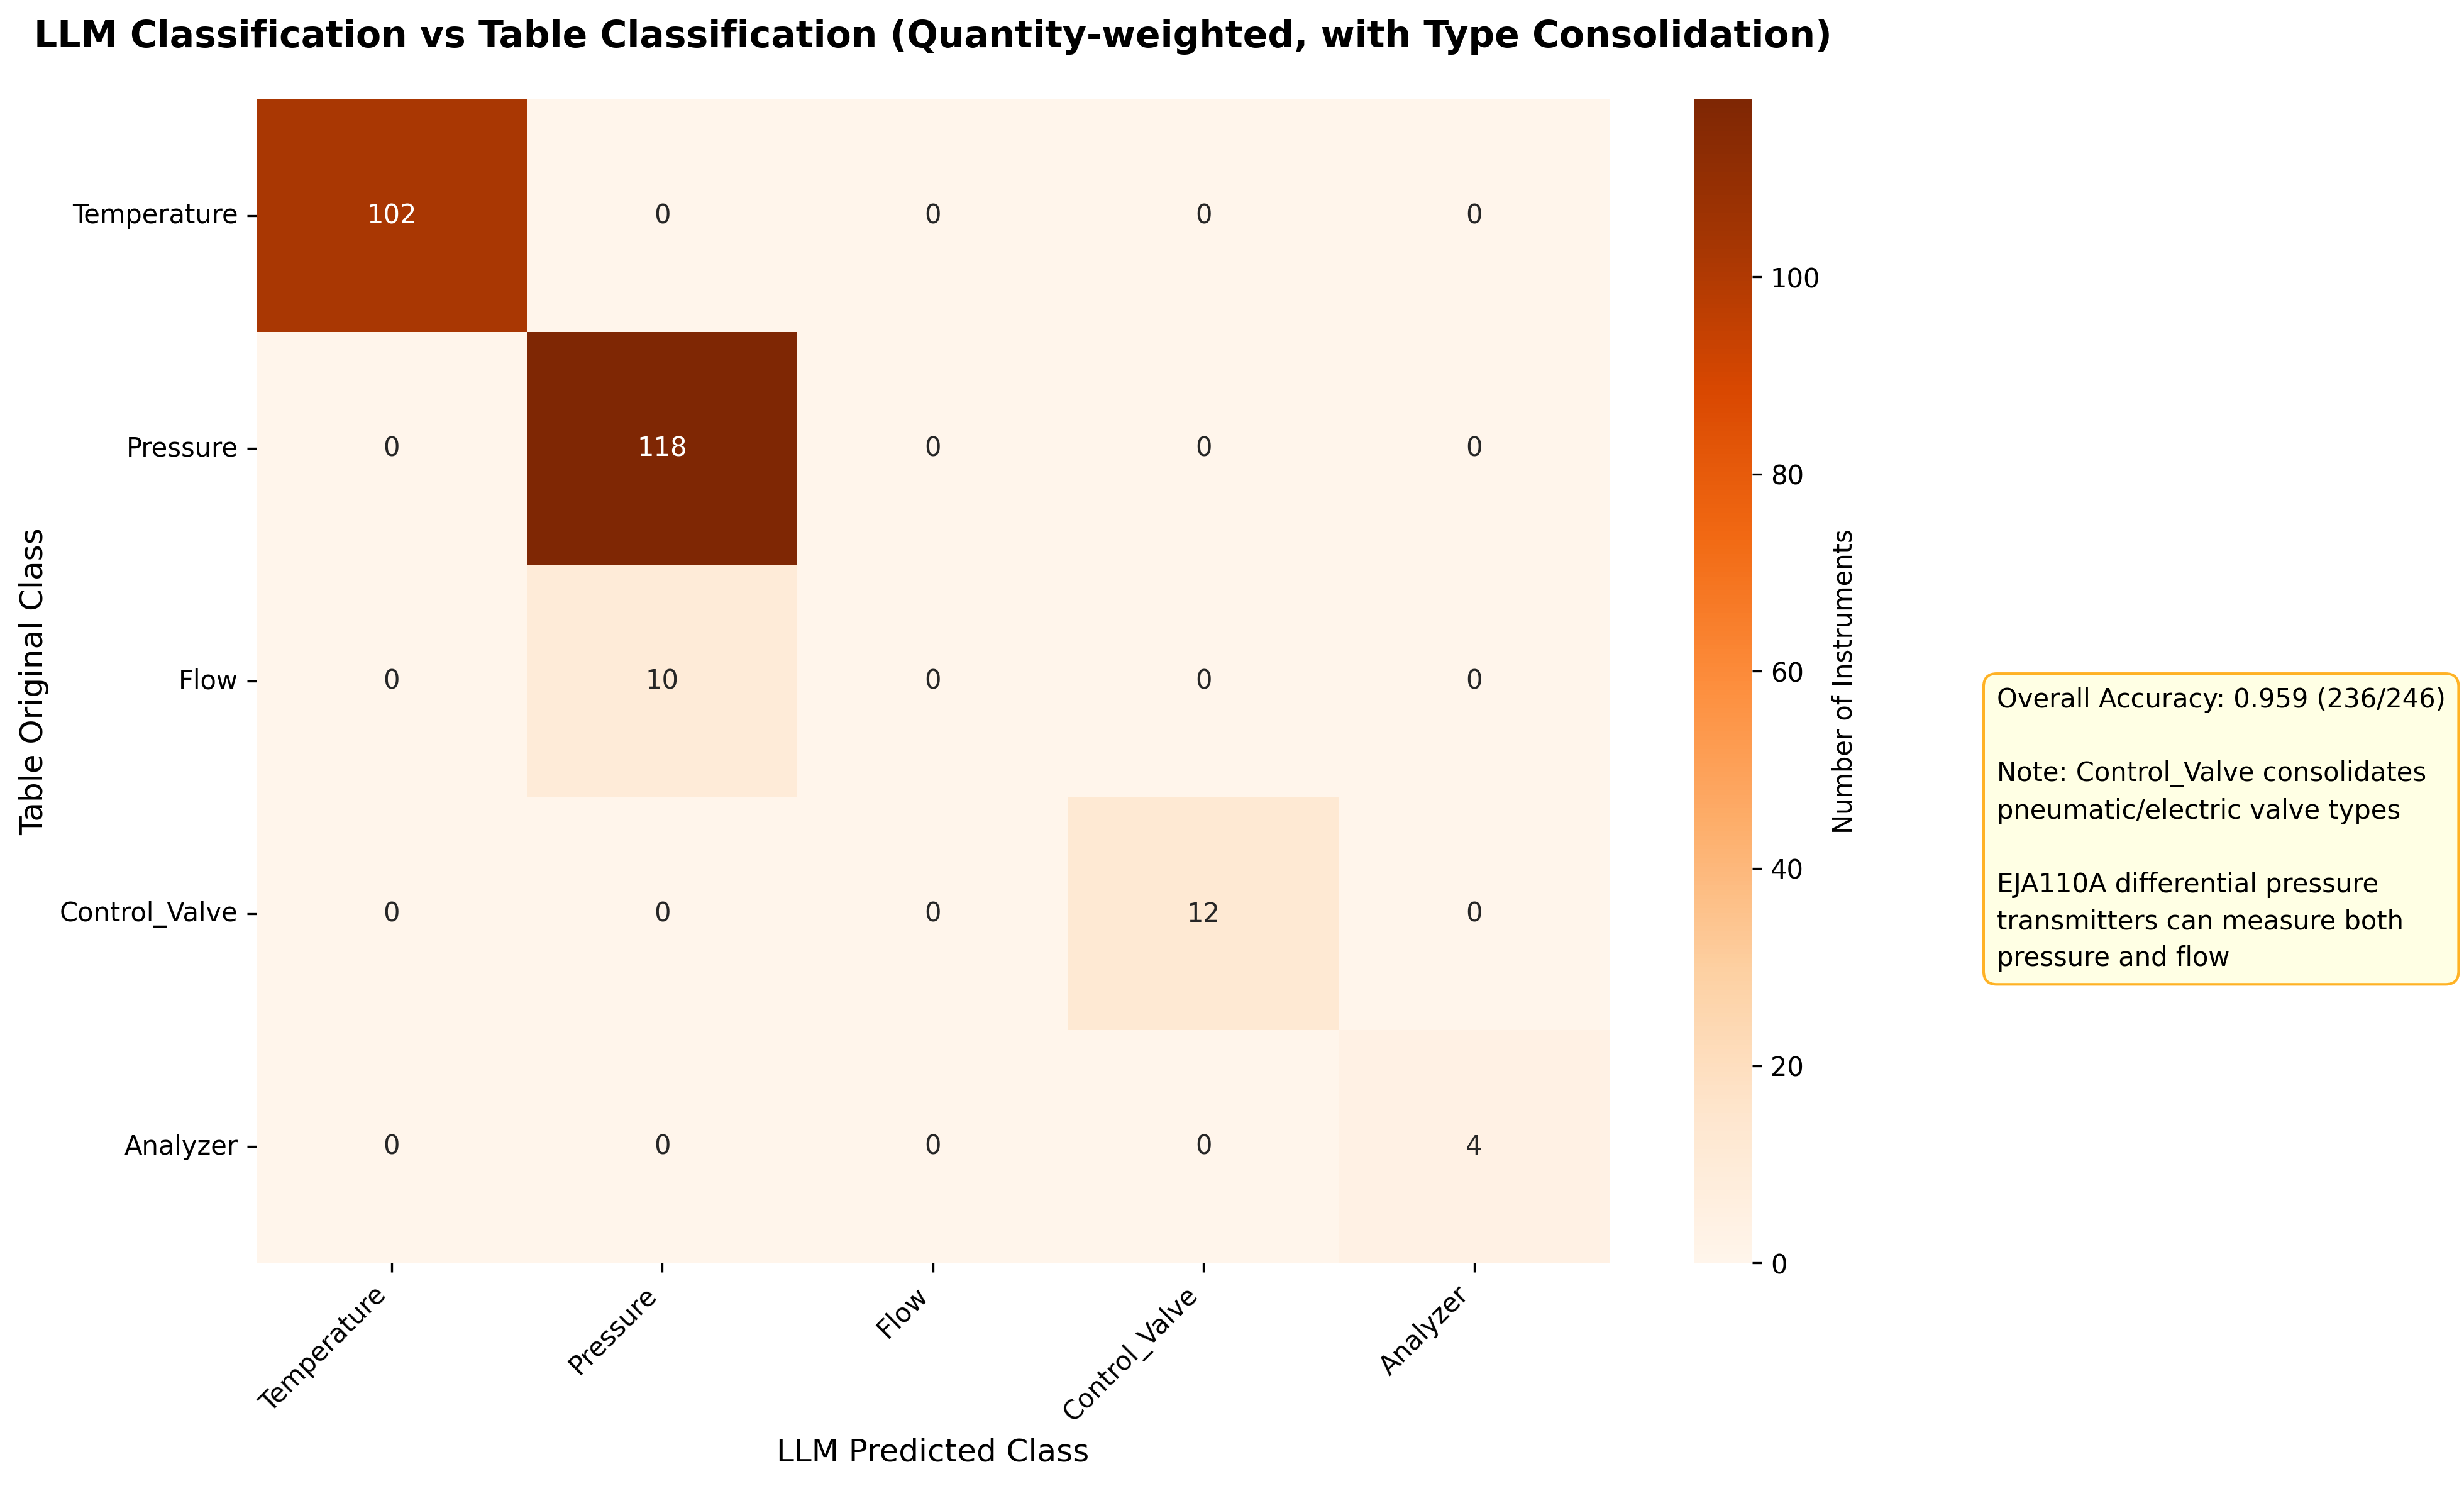 LLM Classification vs Table Classification (Quantity-weighted, with Type Consolidation)
Table Original Class
Temperature 102 0 0 0 0
Pressure 0 118 0 0 0
Flow 0 10 0 0 0
Control_Valve 0 0 0 12 0
Analyzer 0 0 0 0 4
Temperature
Pressure
Flow
Control_Valve
Analyzer
LLM Predicted Class
100
80
60
40
20
0
Number of Instruments
Overall Accuracy: 0.959 (236/246)
Note: Control_Valve consolidates
pneumatic/electric valve types
EJA110A differential pressure
transmitters can measure both
pressure and flow